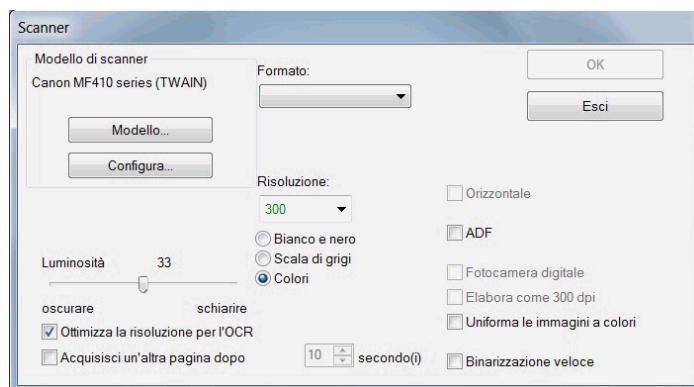 Scanner
Modello di scanner
Canon MF410 series (TWAIN)
Modello...
Configura...
Formato:
OK
Esci
Risoluzione:
300
Bianco e nero
Scala di grigi
Colori
Orizzontale
ADF
Fotocamera digitale
Elabora come 300 dpi
Uniforma le immagini a colori
Binarizzazione veloce
Luminosità 33
oscurare schiarire
Ottimizza la risoluzione per l'OCR
Acquisisci un'altra pagina dopo 10 secondo(i)